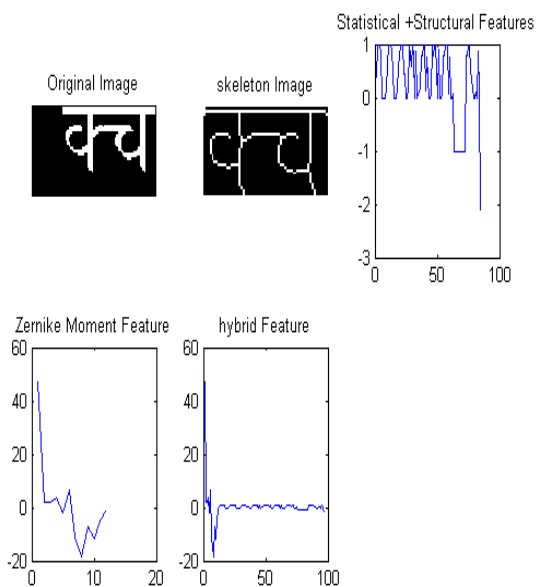 Statistical +Structural Features
Original Image
skeleton Image
1
0
-1
-2
-3
0 50 100
Zernike Moment Feature
hybrid Feature
60
40
20
0
-20
0 10 20
60
40
20
0
-20
0 50 100